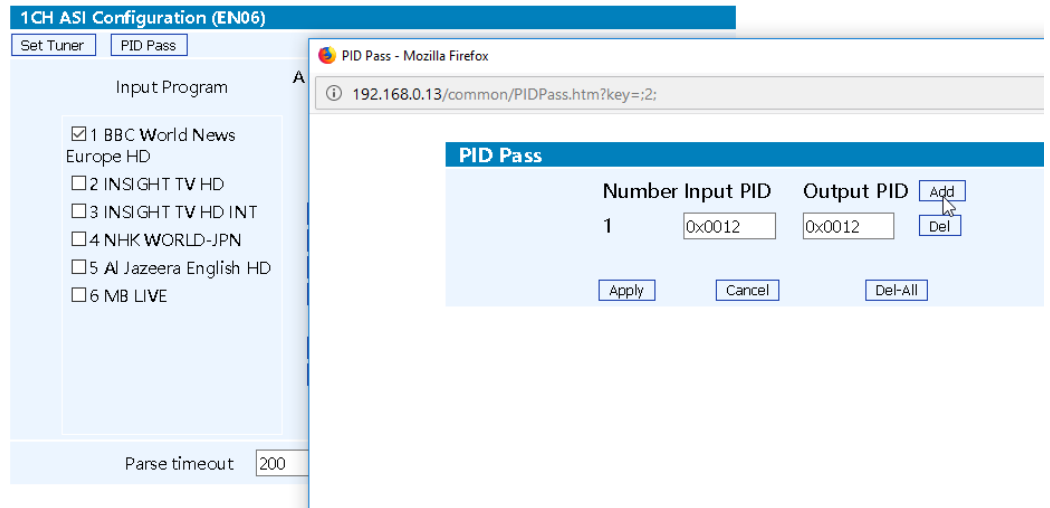 1CH ASI Configuration (EN06)
Set Tuner PID Pass
Input Program A
1 BBC World News
Europe HD
2 INSIGHT TV HD
3 INSIGHT TV HD INT
4 NHK WORLD-JPN
5 Al Jazeera English HD
6 MB LIVE
Parse timeout 200
PID Pass - Mozilla Firefox
192.168.0.13/common/PIDPass.htm?key=;2;
PID Pass
Number Input PID Output PID Add
1 0x0012 0x0012 Del
Apply Cancel Del-All